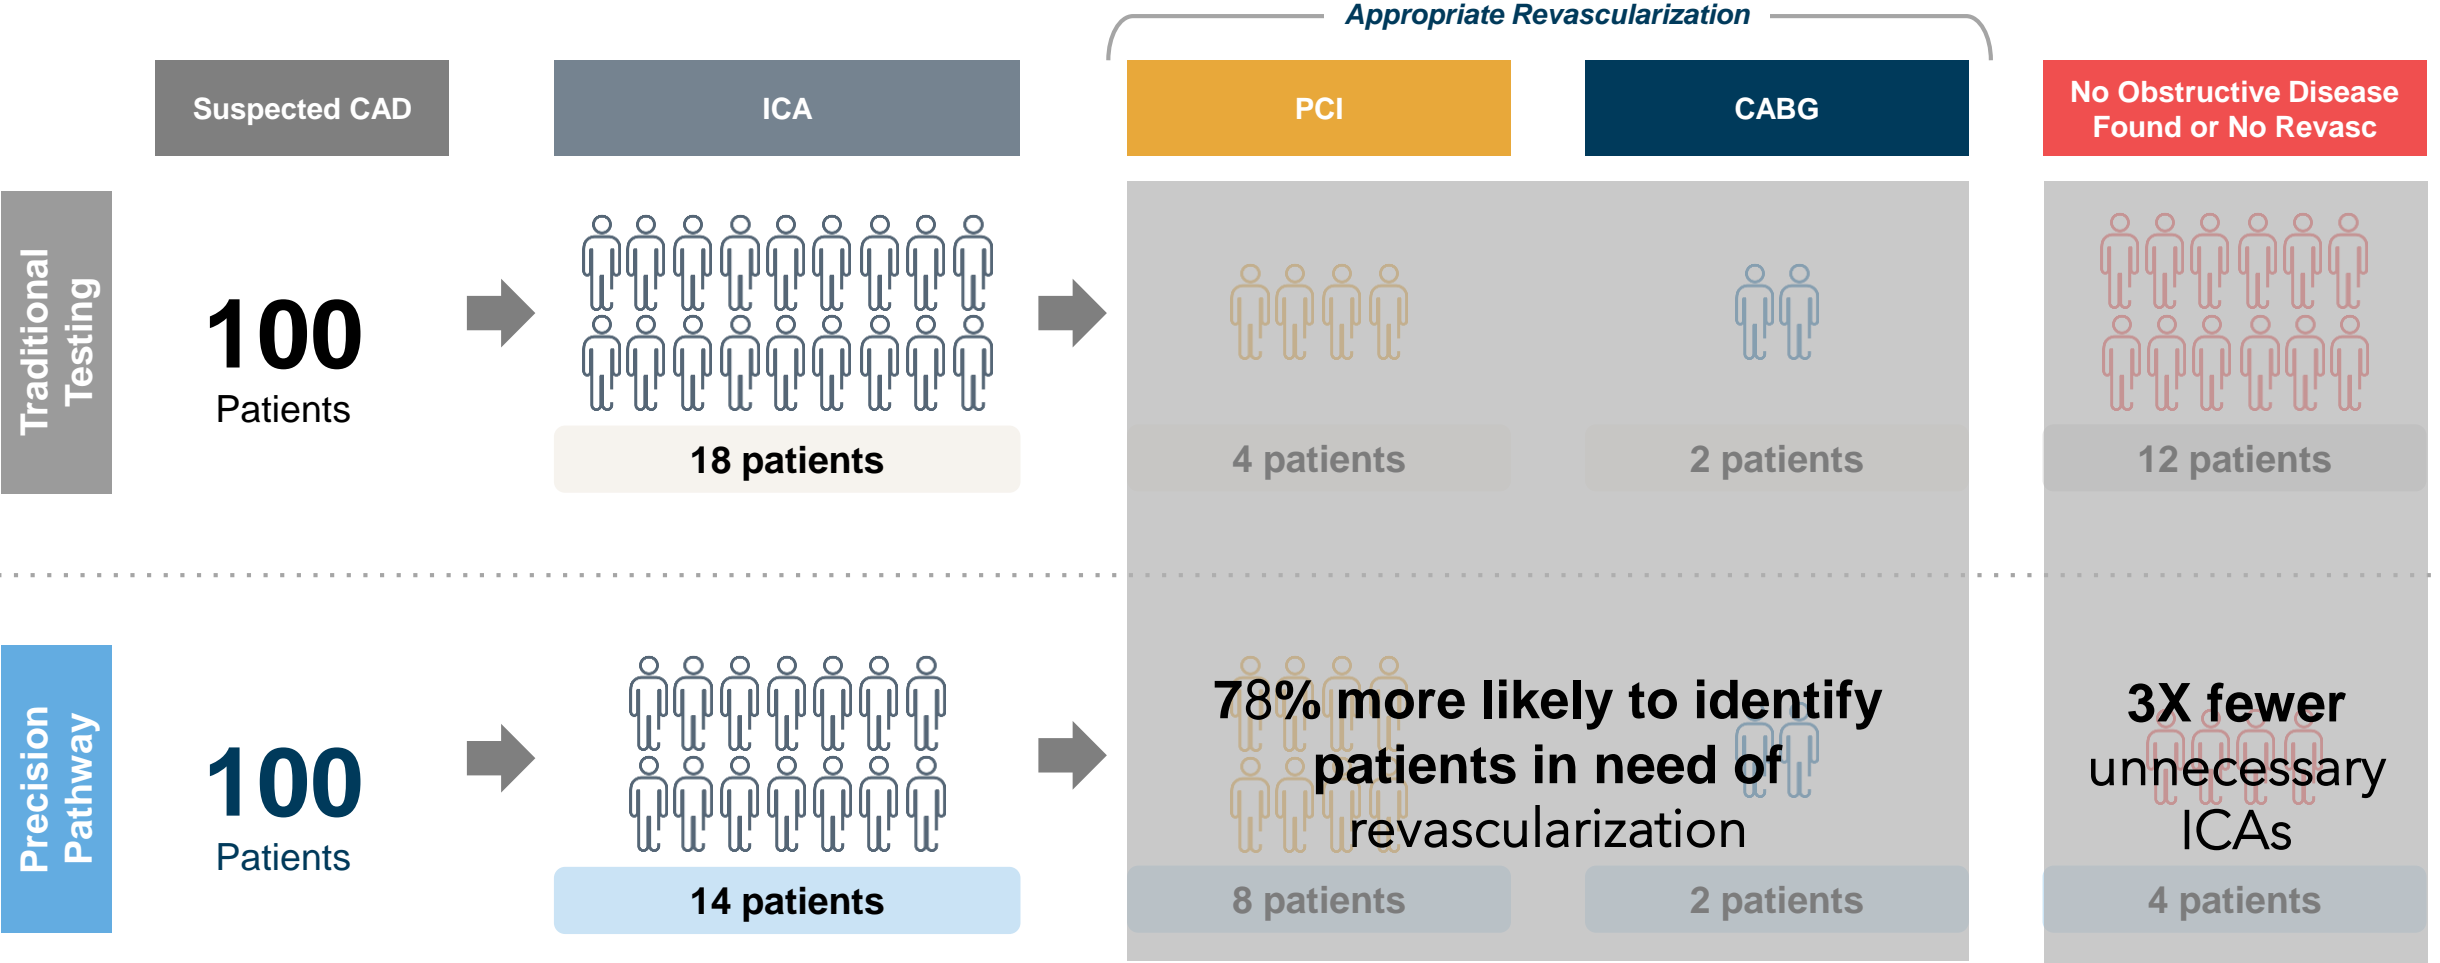 Appropriate Revascularization
Suspected CAD
ICA
PCI
CABG
No Obstructive Disease
Found or No Revasc
Traditional
Testing
100
Patients
18 patients
4 patients
2 patients
12 patients
Precision
Pathway
100
Patients
14 patients
78% more likely to identify
patients in need of
revascularization
8 patients
2 patients
3X fewer
unnecessary
ICAs
4 patients